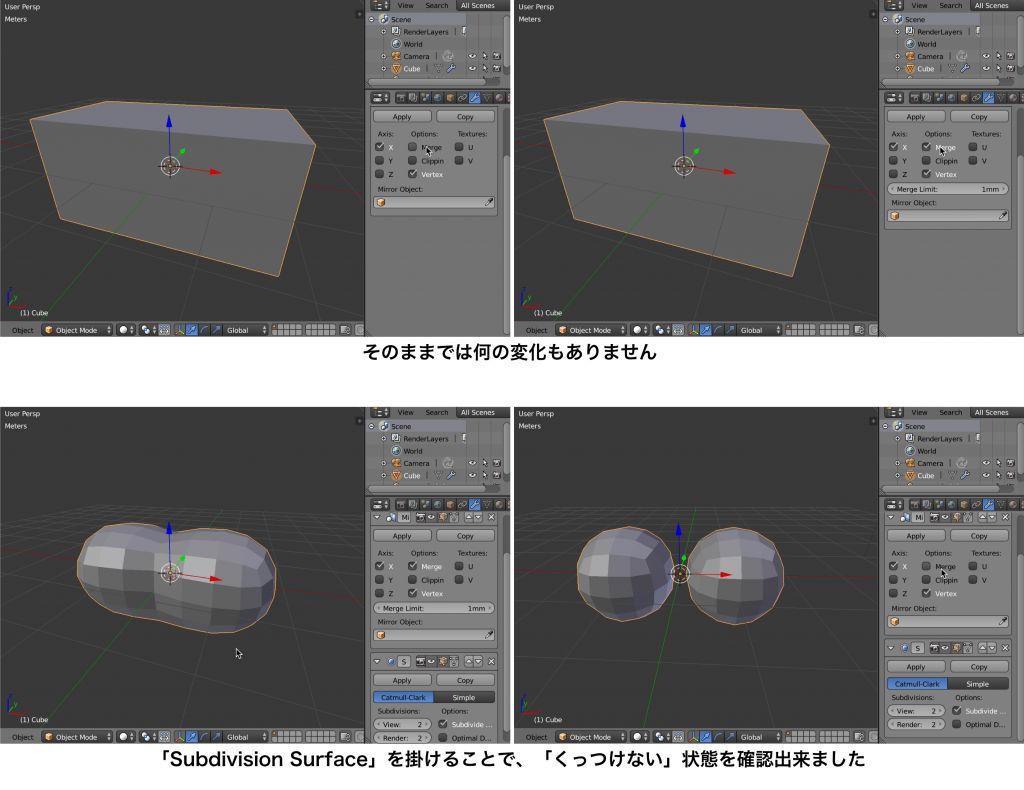 User Persp
Meters
View Search All Scenes
Scene
RenderLayers
World
Camera
Cube
Apply Copy
Axis: Options: Textures:
X Merge U
Y Clippin V
Z Vertex
Mirror Object:
(1) Cube
Object Object Mode Global
User Persp
Meters
View Search All Scenes
Scene
RenderLayers
World
Camera
Cube
Apply Copy
Axis: Options: Textures:
X Merge U
Y Clippin V
Z Vertex
Merge Limit: 1mm
Mirror Object:
(1) Cube
Object Object Mode Global
そのままでは何の変化もありません
User Persp
Meters
View Search All Scenes
Scene
RenderLayers
World
Camera
Cube
Mi
Apply Copy
Axis: Options: Textures:
X Merge U
Y Clippin V
Z Vertex
Merge Limit: 1mm
Mirror Object:
S
Apply Copy
Catmull-Clark Simple
Subdivisions: Options:
View: 2 Subdivide ...
Render: 2 Optimal D...
(1) Cube
Object Object Mode Global
User Persp
Meters
View Search All Scenes
Scene
RenderLayers
World
Camera
Cube
Mi
Apply Copy
Axis: Options: Textures:
X Merge U
Y Clippin V
Z Vertex
Mirror Object:
S
Apply Copy
Catmull-Clark Simple
Subdivisions: Options:
View: 2 Subdivide ...
Render: 2 Optimal D...
(1) Cube
Object Object Mode Global
「Subdivision Surface」を掛けることで、「くっつけない」状態を確認出来ました